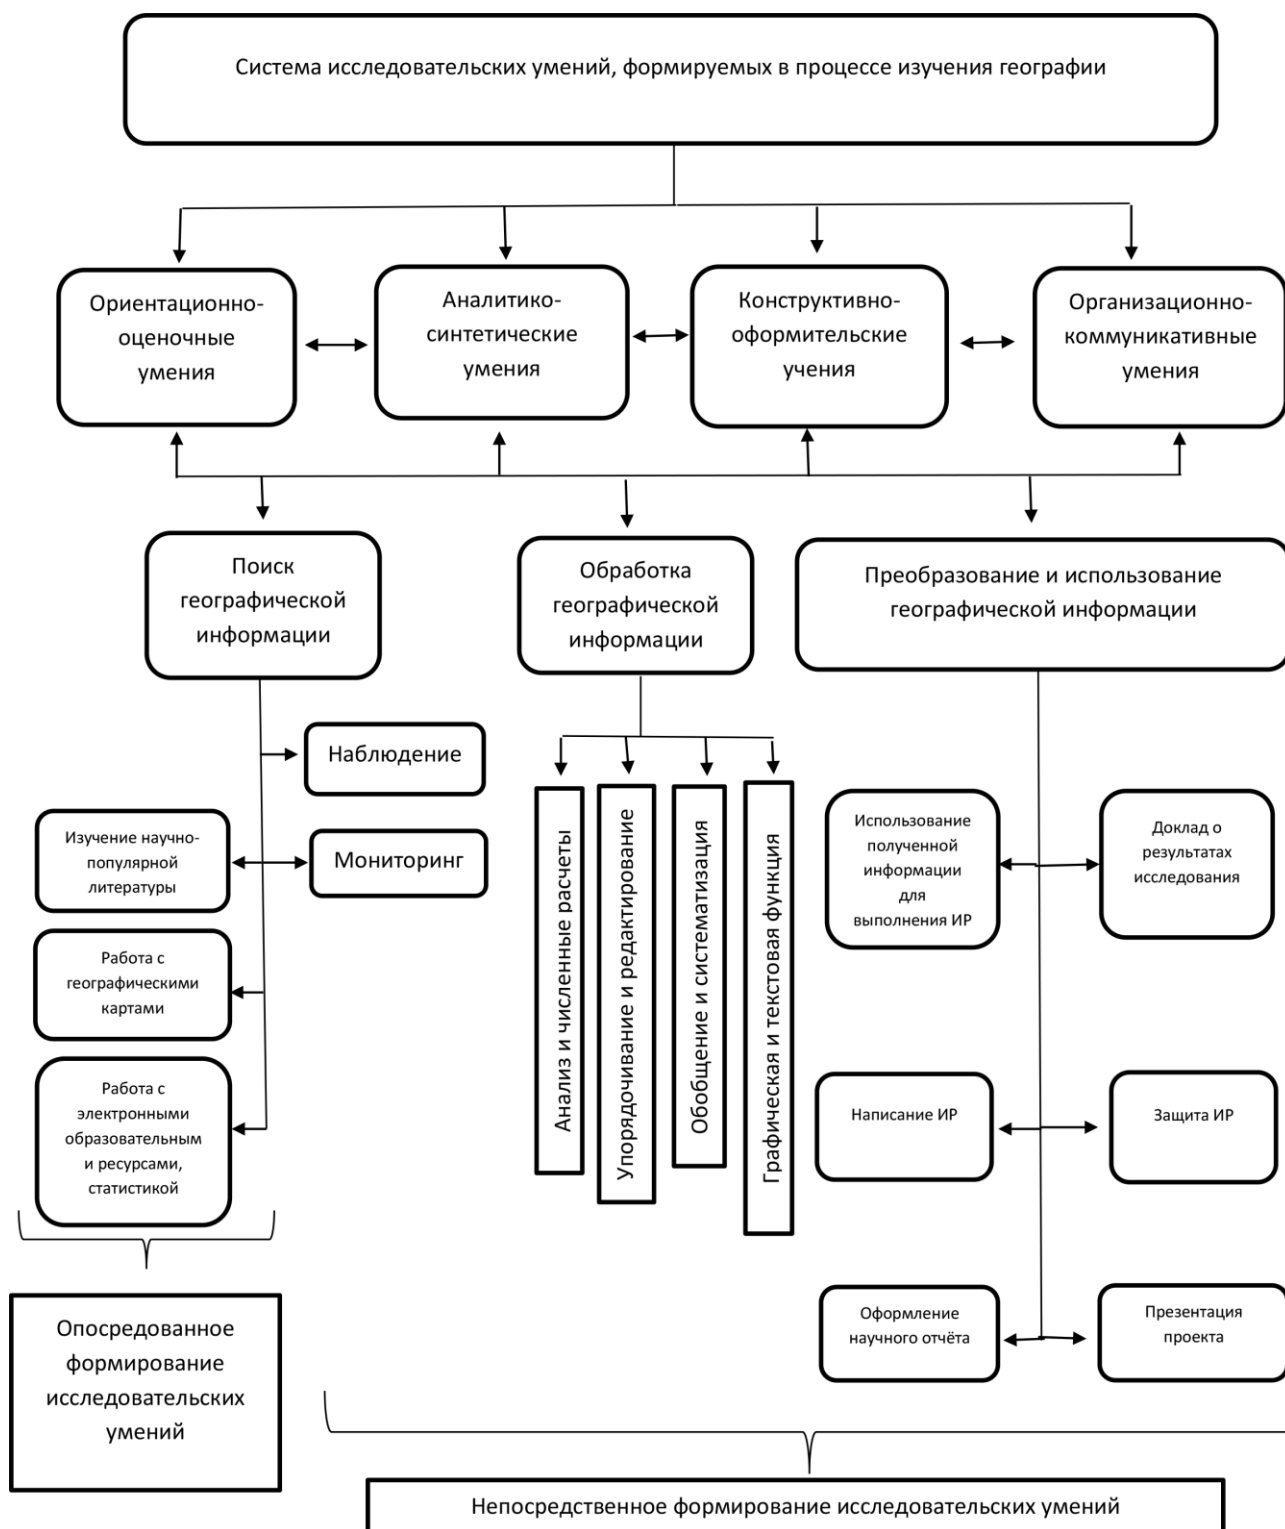 Система исследовательских умений, формируемых в процессе изучения географии
Ориентационно-
оценочные
умения
Аналитико-
синтетические
умения
Конструктивно-
оформительские
учения
Организационно-
коммуникативные
умения
Поиск
географической
информации
Обработка
географической
информации
Преобразование и использование
географической информации
Наблюдение
Изучение научно-
популярной
литературы
Мониторинг
Работа с
географическими
картами
Работа с
электронными
образовательным
и ресурсами,
статистикой
Анализ и численные расчеты
Упорядочивание и редактирование
Обобщение и систематизация
Графическая и текстовая функция
Использование
полученной
информации
для
выполнения ИР
Доклад о
результатах
исследования
Написание ИР
Защита ИР
Оформление
научного отчёта
Презентация
проекта
Опосредованное
формирование
исследовательских
умений
Непосредственное формирование исследовательских умений